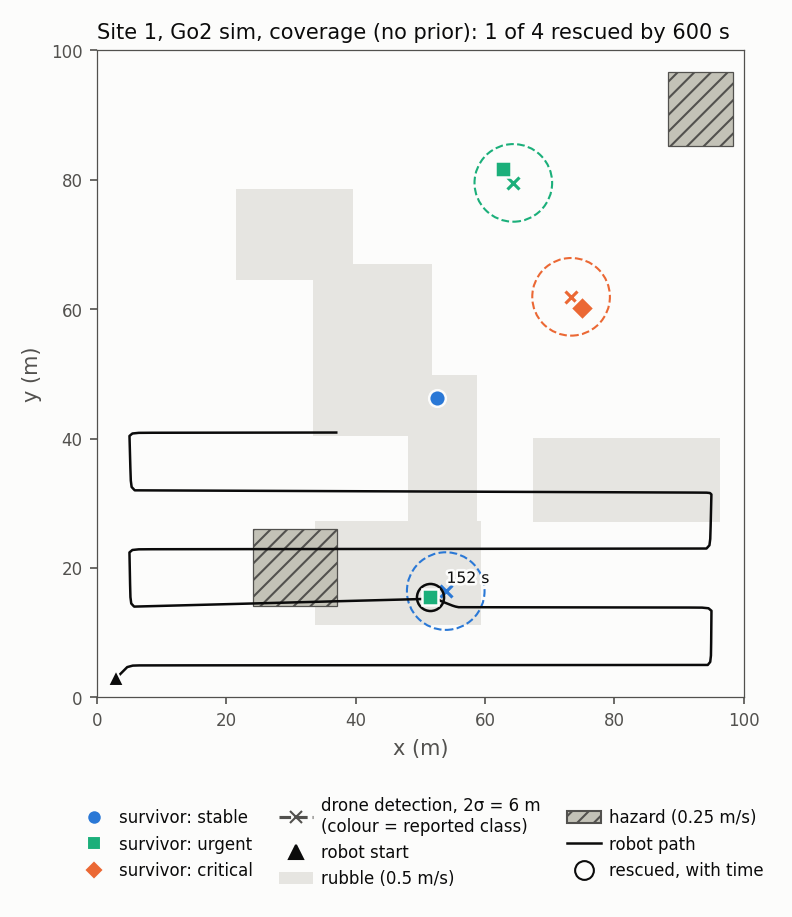 Site 1, Go2 sim, coverage (no prior): 1 of 4 rescued by 600 s
100
80
60
40
20
0
y (m)
152 s
0 20 40 60 80 100
x (m)
survivor: stable
survivor: urgent
survivor: critical
drone detection, 2σ = 6 m
(colour = reported class)
robot start
rubble (0.5 m/s)
hazard (0.25 m/s)
robot path
rescued, with time